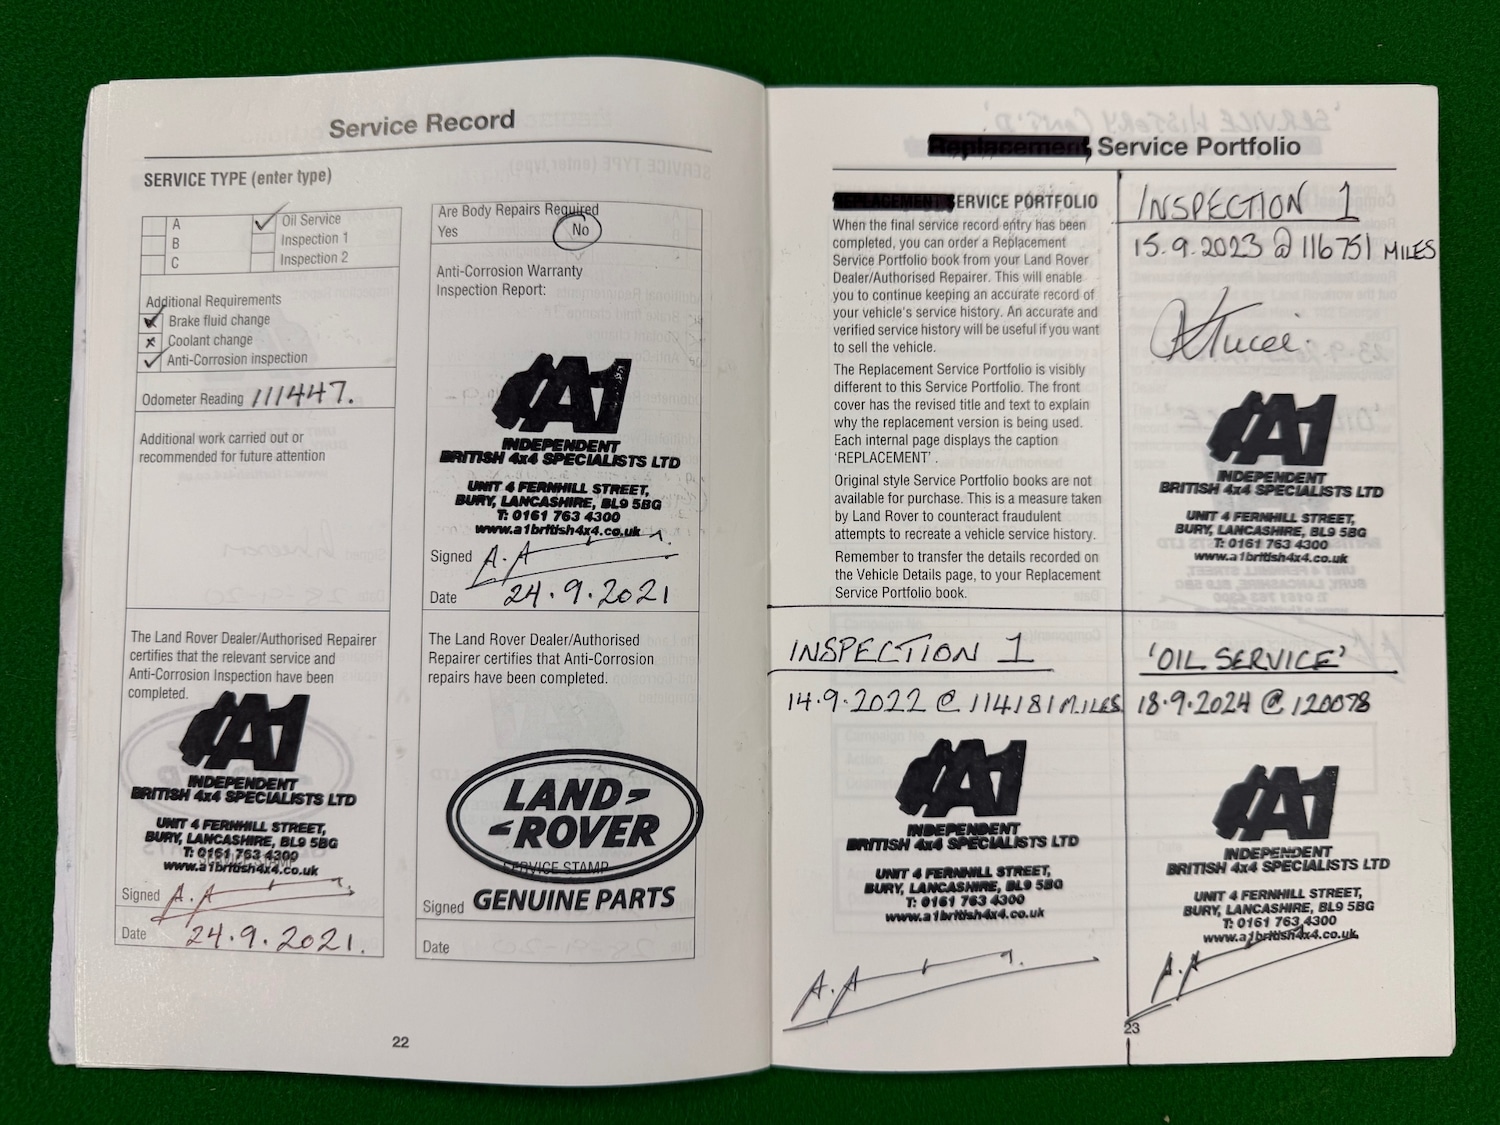 Service Record
SERVICE TYPE (enter type)
A
Oil Service
B
Inspection 1
C
Inspection 2
Additional Requirements
Brake fluid change
Coolant change
Anti-Corrosion inspection
Odometer Reading 111447.
Additional work carried out or
recommended for future attention
The Land Rover Dealer/Authorised Repairer
certifies that the relevant service and
Anti-Corrosion Inspection have been
completed.
A1
INDEPENDENT
BRITISH 4x4 SPECIALISTS LTD
UNIT 4 FERNHILL STREET,
BURY, LANCASHIRE, BL9 5BG
T: 0161 763 4300
www.a1british4x4.co.uk
Signed A.A
Date 24.9.2021.
Are Body Repairs Required
Yes No
Anti-Corrosion Warranty
Inspection Report:
A1
INDEPENDENT
BRITISH 4x4 SPECIALISTS LTD
UNIT 4 FERNHILL STREET,
BURY, LANCASHIRE, BL9 5BG
T: 0161 763 4300
www.a1british4x4.co.uk
Signed A.A
Date 24.9.2021
The Land Rover Dealer/Authorised
Repairer certifies that Anti-Corrosion
repairs have been completed.
LAND
ROVER
SERVICE STAMP
Signed GENUINE PARTS
Date
22
Replacement Service Portfolio
REPLACEMENT SERVICE PORTFOLIO
When the final service record entry has been
completed, you can order a Replacement
Service Portfolio book from your Land Rover
Dealer/Authorised Repairer. This will enable
you to continue keeping an accurate record of
your vehicle's service history. An accurate and
verified service history will be useful if you want
to sell the vehicle.
The Replacement Service Portfolio is visibly
different to this Service Portfolio. The front
cover has the revised title and text to explain
why the replacement version is being used.
Each internal page displays the caption
'REPLACEMENT' .
Original style Service Portfolio books are not
available for purchase. This is a measure taken
by Land Rover to counteract fraudulent
attempts to recreate a vehicle service history.
Remember to transfer the details recorded on
the Vehicle Details page, to your Replacement
Service Portfolio book.
INSPECTION 1
15.9.2023 @ 116751 MILES
A1
INDEPENDENT
BRITISH 4x4 SPECIALISTS LTD
UNIT 4 FERNHILL STREET,
BURY, LANCASHIRE, BL9 5BG
T: 0161 763 4300
www.a1british4x4.co.uk
INSPECTION 1
14.9.2022 @ 114181 MILES
A1
INDEPENDENT
BRITISH 4x4 SPECIALISTS LTD
UNIT 4 FERNHILL STREET,
BURY, LANCASHIRE, BL9 5BG
T: 0161 763 4300
www.a1british4x4.co.uk
A.A
'OIL SERVICE'
18.9.2024 @ 120078
A1
INDEPENDENT
BRITISH 4x4 SPECIALISTS LTD
UNIT 4 FERNHILL STREET,
BURY, LANCASHIRE, BL9 5BG
T: 0161 763 4300
www.a1british4x4.co.uk
A.A
23